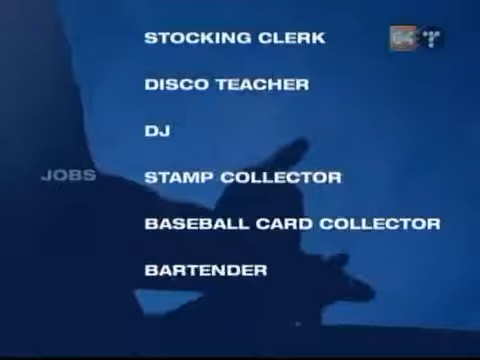 STOCKING CLERK
DISCO TEACHER
DJ
JOBS
STAMP COLLECTOR
BASEBALL CARD COLLECTOR
BARTENDER